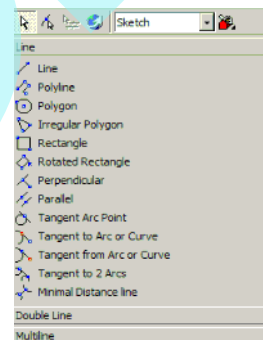 Sketch
Line
Line
Polyline
Polygon
Irregular Polygon
Rectangle
Rotated Rectangle
Perpendicular
Parallel
Tangent Arc Point
Tangent to Arc or Curve
Tangent from Arc or Curve
Tangent to 2 Arcs
Minimal Distance line
Double Line
Multiline